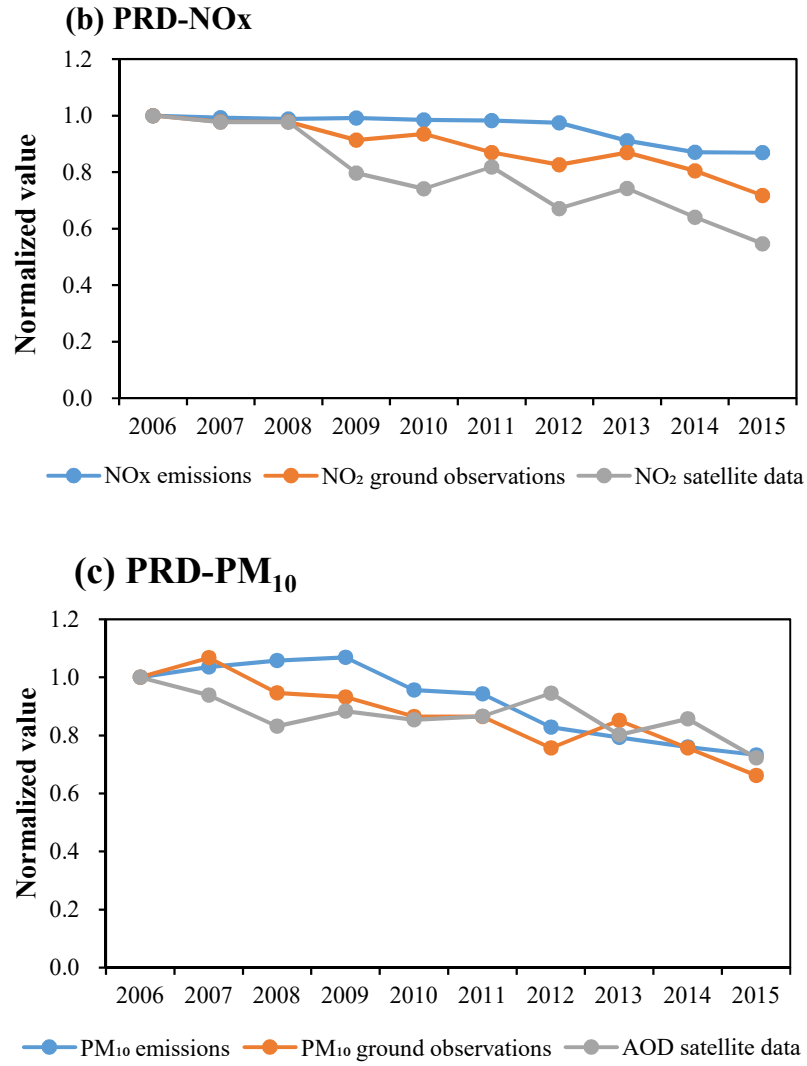 (b) PRD-NOx
Normalized value
1.2
1.0
0.8
0.6
0.4
0.2
0.0
2006 2007 2008 2009 2010 2011 2012 2013 2014 2015
NOx emissions NO₂ ground observations NO₂ satellite data
(c) PRD-PM₁₀
Normalized value
1.2
1.0
0.8
0.6
0.4
0.2
0.0
2006 2007 2008 2009 2010 2011 2012 2013 2014 2015
PM₁₀ emissions PM₁₀ ground observations AOD satellite data